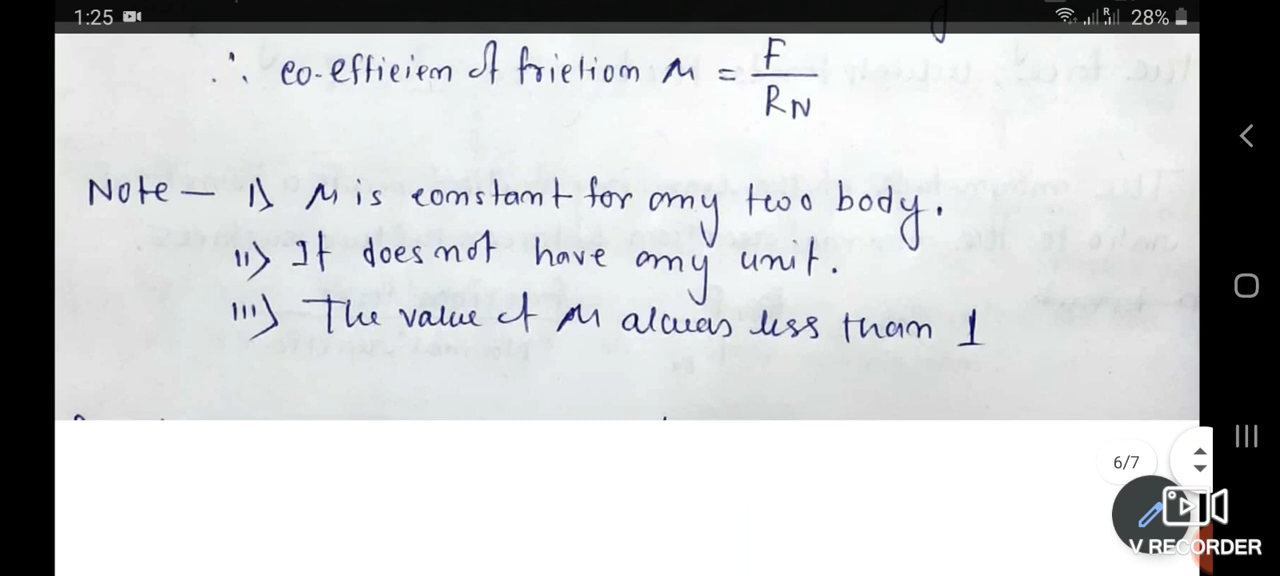 1:25 R 28%
∴ co-efficien of friction μ = F / RN
Note — i) μ is constant for any two body.
ii) It does not have any unit.
iii) The value of μ alwas less than 1
6/7
V RECORDER